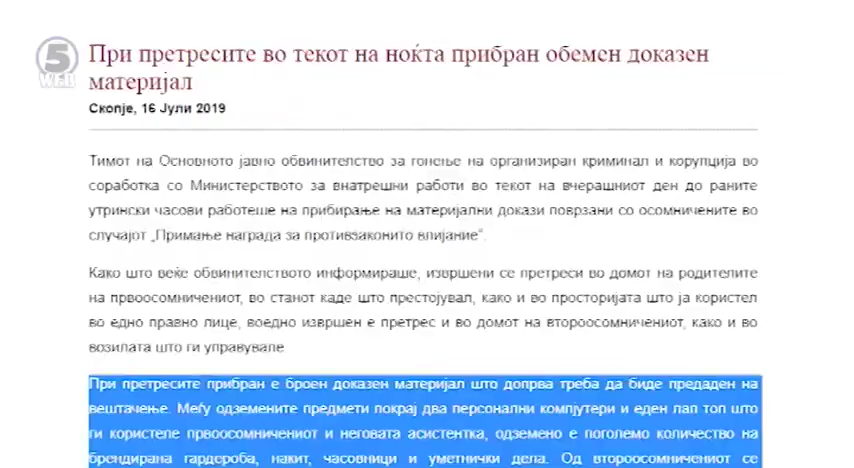 5
WEB
При претресите во текот на ноќта прибран обемен доказен
материјал
Скопје, 16 Јули 2019
Тимот на Основното јавно обвинителство за гонење на организиран криминал и корупција во
соработка со Министерството за внатрешни работи во текот на вчерашниот ден до раните
утрински часови работеше на прибирање на материјални докази поврзани со осомничените во
случајот „Примање награда за противзаконито влијание“.
Како што веќе обвинителството информираше, извршени се претреси во домот на родителите
на првоосомничениот, во станот каде што престојувал, како и во просторијата што ја користел
во едно правно лице, воедно извршен е претрес и во домот на второосомничениот, како и во
возилата што ги управувале
При претресите прибран е броен доказен материјал што допрва треба да биде предаден на
вештачење. Меѓу одземените предмети покрај два персонални компјутери и еден лап топ што
ги користеле првоосомничениот и неговата асистентка, одземено е поголемо количество на
брендирана гардероба, накит, часовници и уметнички дела. Од второосомничениот се